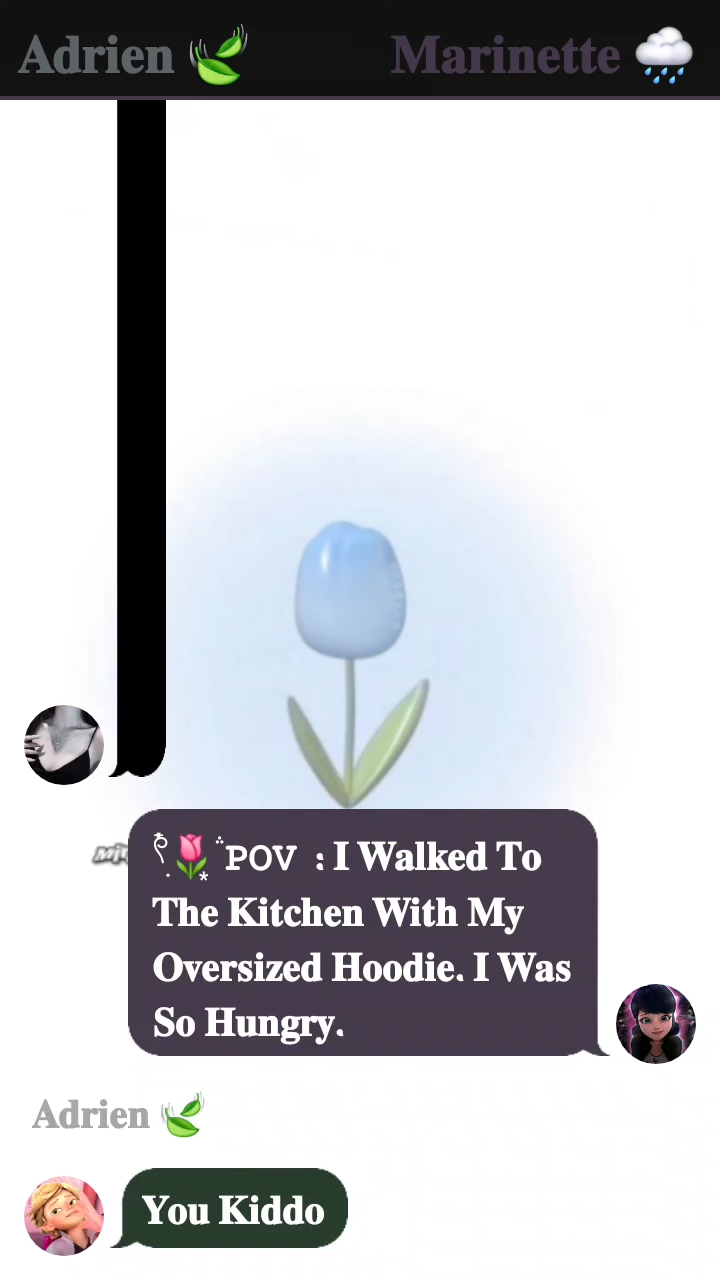 Adrien 🍃
Marinette 🌧️
🌷 POV : I Walked To
The Kitchen With My
Oversized Hoodie. I Was
So Hungry.
Adrien 🍃
You Kiddo